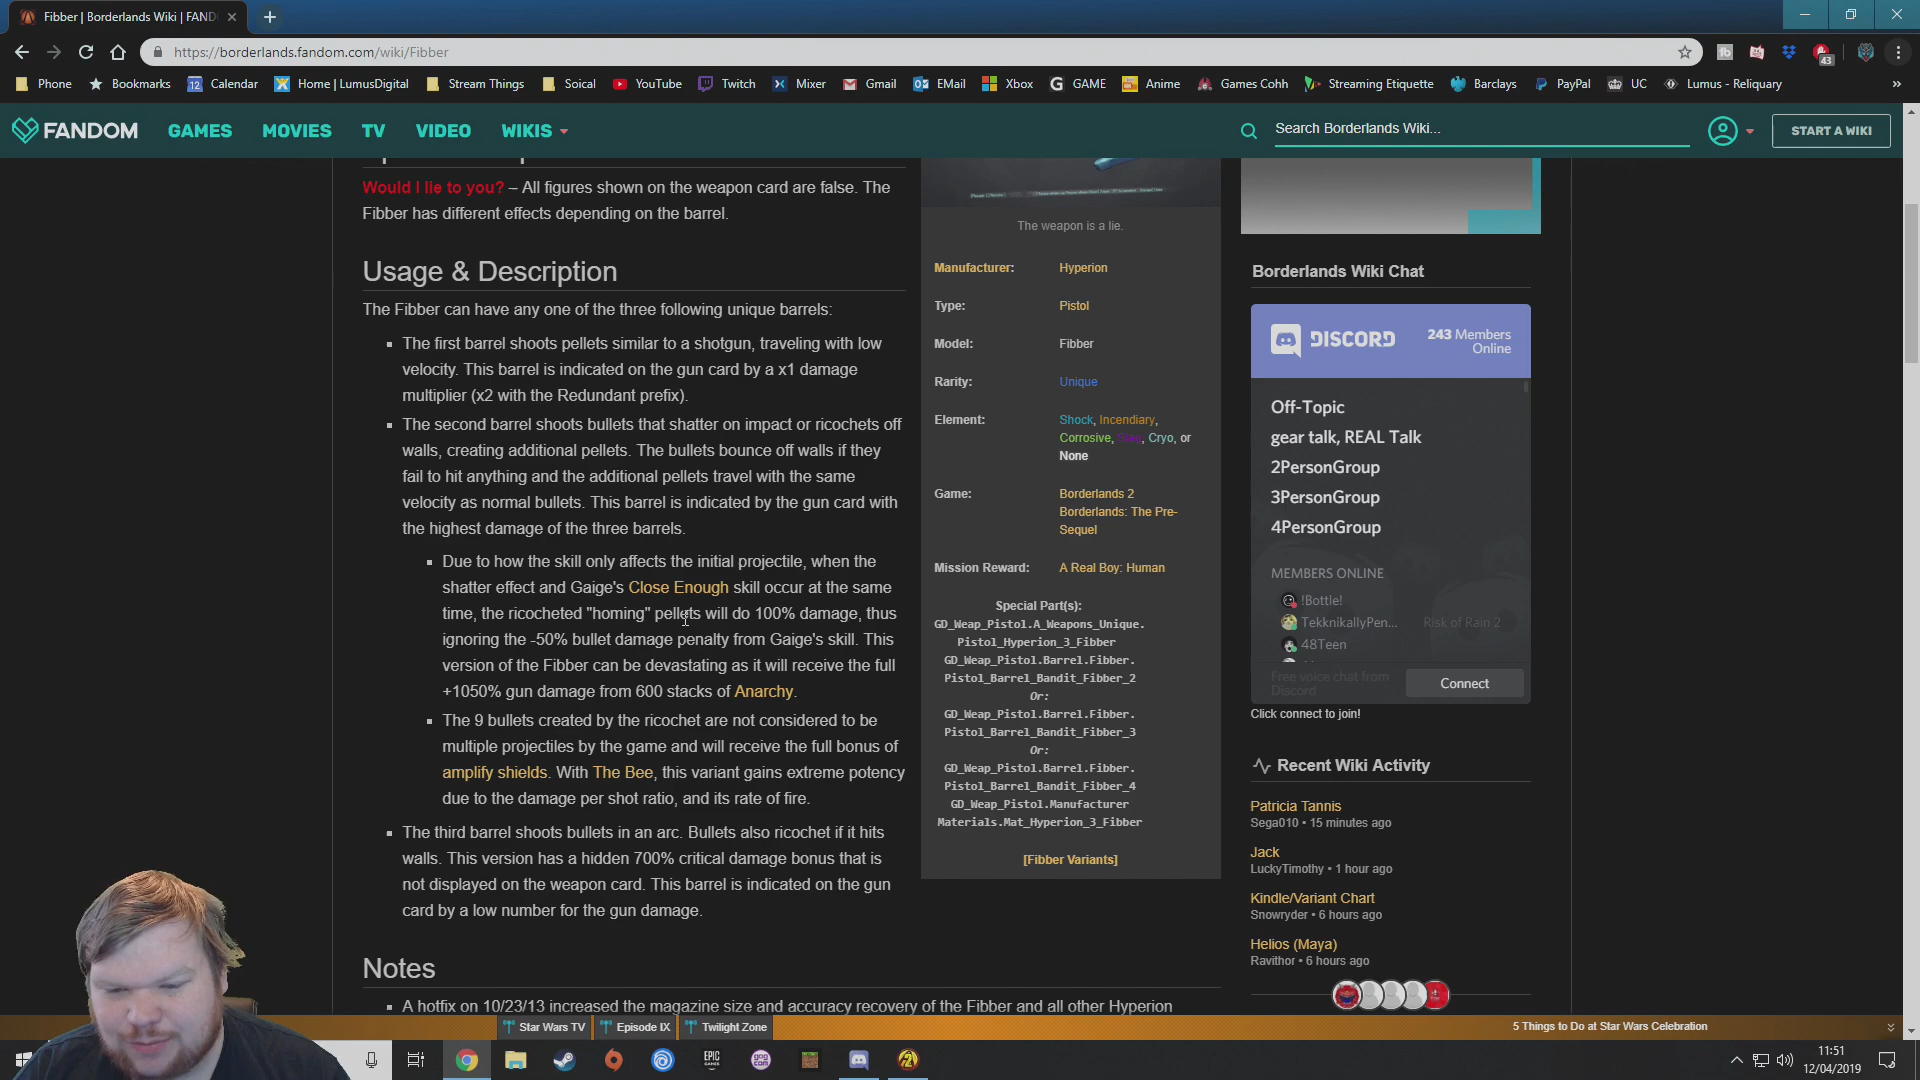 Fibber | Borderlands Wiki | FAND
https://borderlands.fandom.com/wiki/Fibber
43
Phone Bookmarks 12 Calendar Home | LumusDigital Stream Things Soical YouTube Twitch Mixer Gmail EMail Xbox GAME Anime Games Cohh Streaming Etiquette Barclays PayPal UC Lumus - Reliquary »
FANDOM GAMES MOVIES TV VIDEO WIKIS Search Borderlands Wiki... START A WIKI
Would I lie to you? – All figures shown on the weapon card are false. The
Fibber has different effects depending on the barrel.
Usage & Description
The Fibber can have any one of the three following unique barrels:
The first barrel shoots pellets similar to a shotgun, traveling with low
velocity. This barrel is indicated on the gun card by a x1 damage
multiplier (x2 with the Redundant prefix).
The second barrel shoots bullets that shatter on impact or ricochets off
walls, creating additional pellets. The bullets bounce off walls if they
fail to hit anything and the additional pellets travel with the same
velocity as normal bullets. This barrel is indicated by the gun card with
the highest damage of the three barrels.
Due to how the skill only affects the initial projectile, when the
shatter effect and Gaige's Close Enough skill occur at the same
time, the ricocheted "homing" pellets will do 100% damage, thus
ignoring the -50% bullet damage penalty from Gaige's skill. This
version of the Fibber can be devastating as it will receive the full
+1050% gun damage from 600 stacks of Anarchy.
The 9 bullets created by the ricochet are not considered to be
multiple projectiles by the game and will receive the full bonus of
amplify shields. With The Bee, this variant gains extreme potency
due to the damage per shot ratio, and its rate of fire.
The third barrel shoots bullets in an arc. Bullets also ricochet if it hits
walls. This version has a hidden 700% critical damage bonus that is
not displayed on the weapon card. This barrel is indicated on the gun
card by a low number for the gun damage.
Notes
A hotfix on 10/23/13 increased the magazine size and accuracy recovery of the Fibber and all other Hyperion
The weapon is a lie.
Manufacturer: Hyperion
Type: Pistol
Model: Fibber
Rarity: Unique
Element: Shock, Incendiary,
Corrosive, Slag, Cryo, or
None
Game: Borderlands 2
Borderlands: The Pre-
Sequel
Mission Reward: A Real Boy: Human
Special Part(s):
GD_Weap_Pistol.A_Weapons_Unique.
Pistol_Hyperion_3_Fibber
GD_Weap_Pistol.Barrel.Fibber.
Pistol_Barrel_Bandit_Fibber_2
Or:
GD_Weap_Pistol.Barrel.Fibber.
Pistol_Barrel_Bandit_Fibber_3
Or:
GD_Weap_Pistol.Barrel.Fibber.
Pistol_Barrel_Bandit_Fibber_4
GD_Weap_Pistol.Manufacturer
Materials.Mat_Hyperion_3_Fibber
[Fibber Variants]
Borderlands Wiki Chat
DISCORD 243 Members
Online
Off-Topic
gear talk, REAL Talk
2PersonGroup
3PersonGroup
4PersonGroup
MEMBERS ONLINE
!Bottle!
TekknikallyPen... Risk of Rain 2
48Teen
Free voice chat from
Discord
Connect
Click connect to join!
Recent Wiki Activity
Patricia Tannis
Sega010 • 15 minutes ago
Jack
LuckyTimothy • 1 hour ago
Kindle/Variant Chart
Snowryder • 6 hours ago
Helios (Maya)
Ravithor • 6 hours ago
Star Wars TV Episode IX Twilight Zone 5 Things to Do at Star Wars Celebration
EPIC GAMES
GOG COM
11:51
12/04/2019